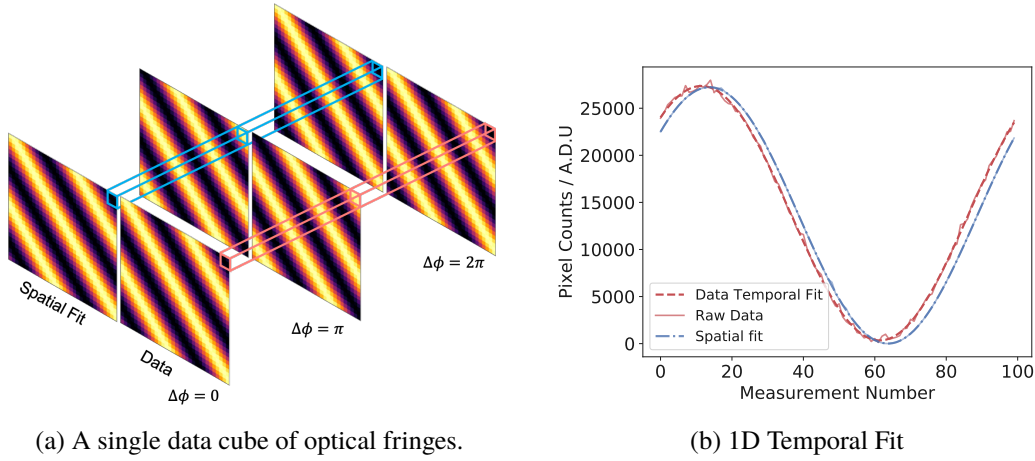 Spatial Fit
Data
Δϕ = 0
Δϕ = π
Δϕ = 2π
(a) A single data cube of optical fringes.
Pixel Counts / A.D.U
25000
20000
15000
10000
5000
0
Data Temporal Fit
Raw Data
Spatial fit
0 20 40 60 80 100
Measurement Number
(b) 1D Temporal Fit